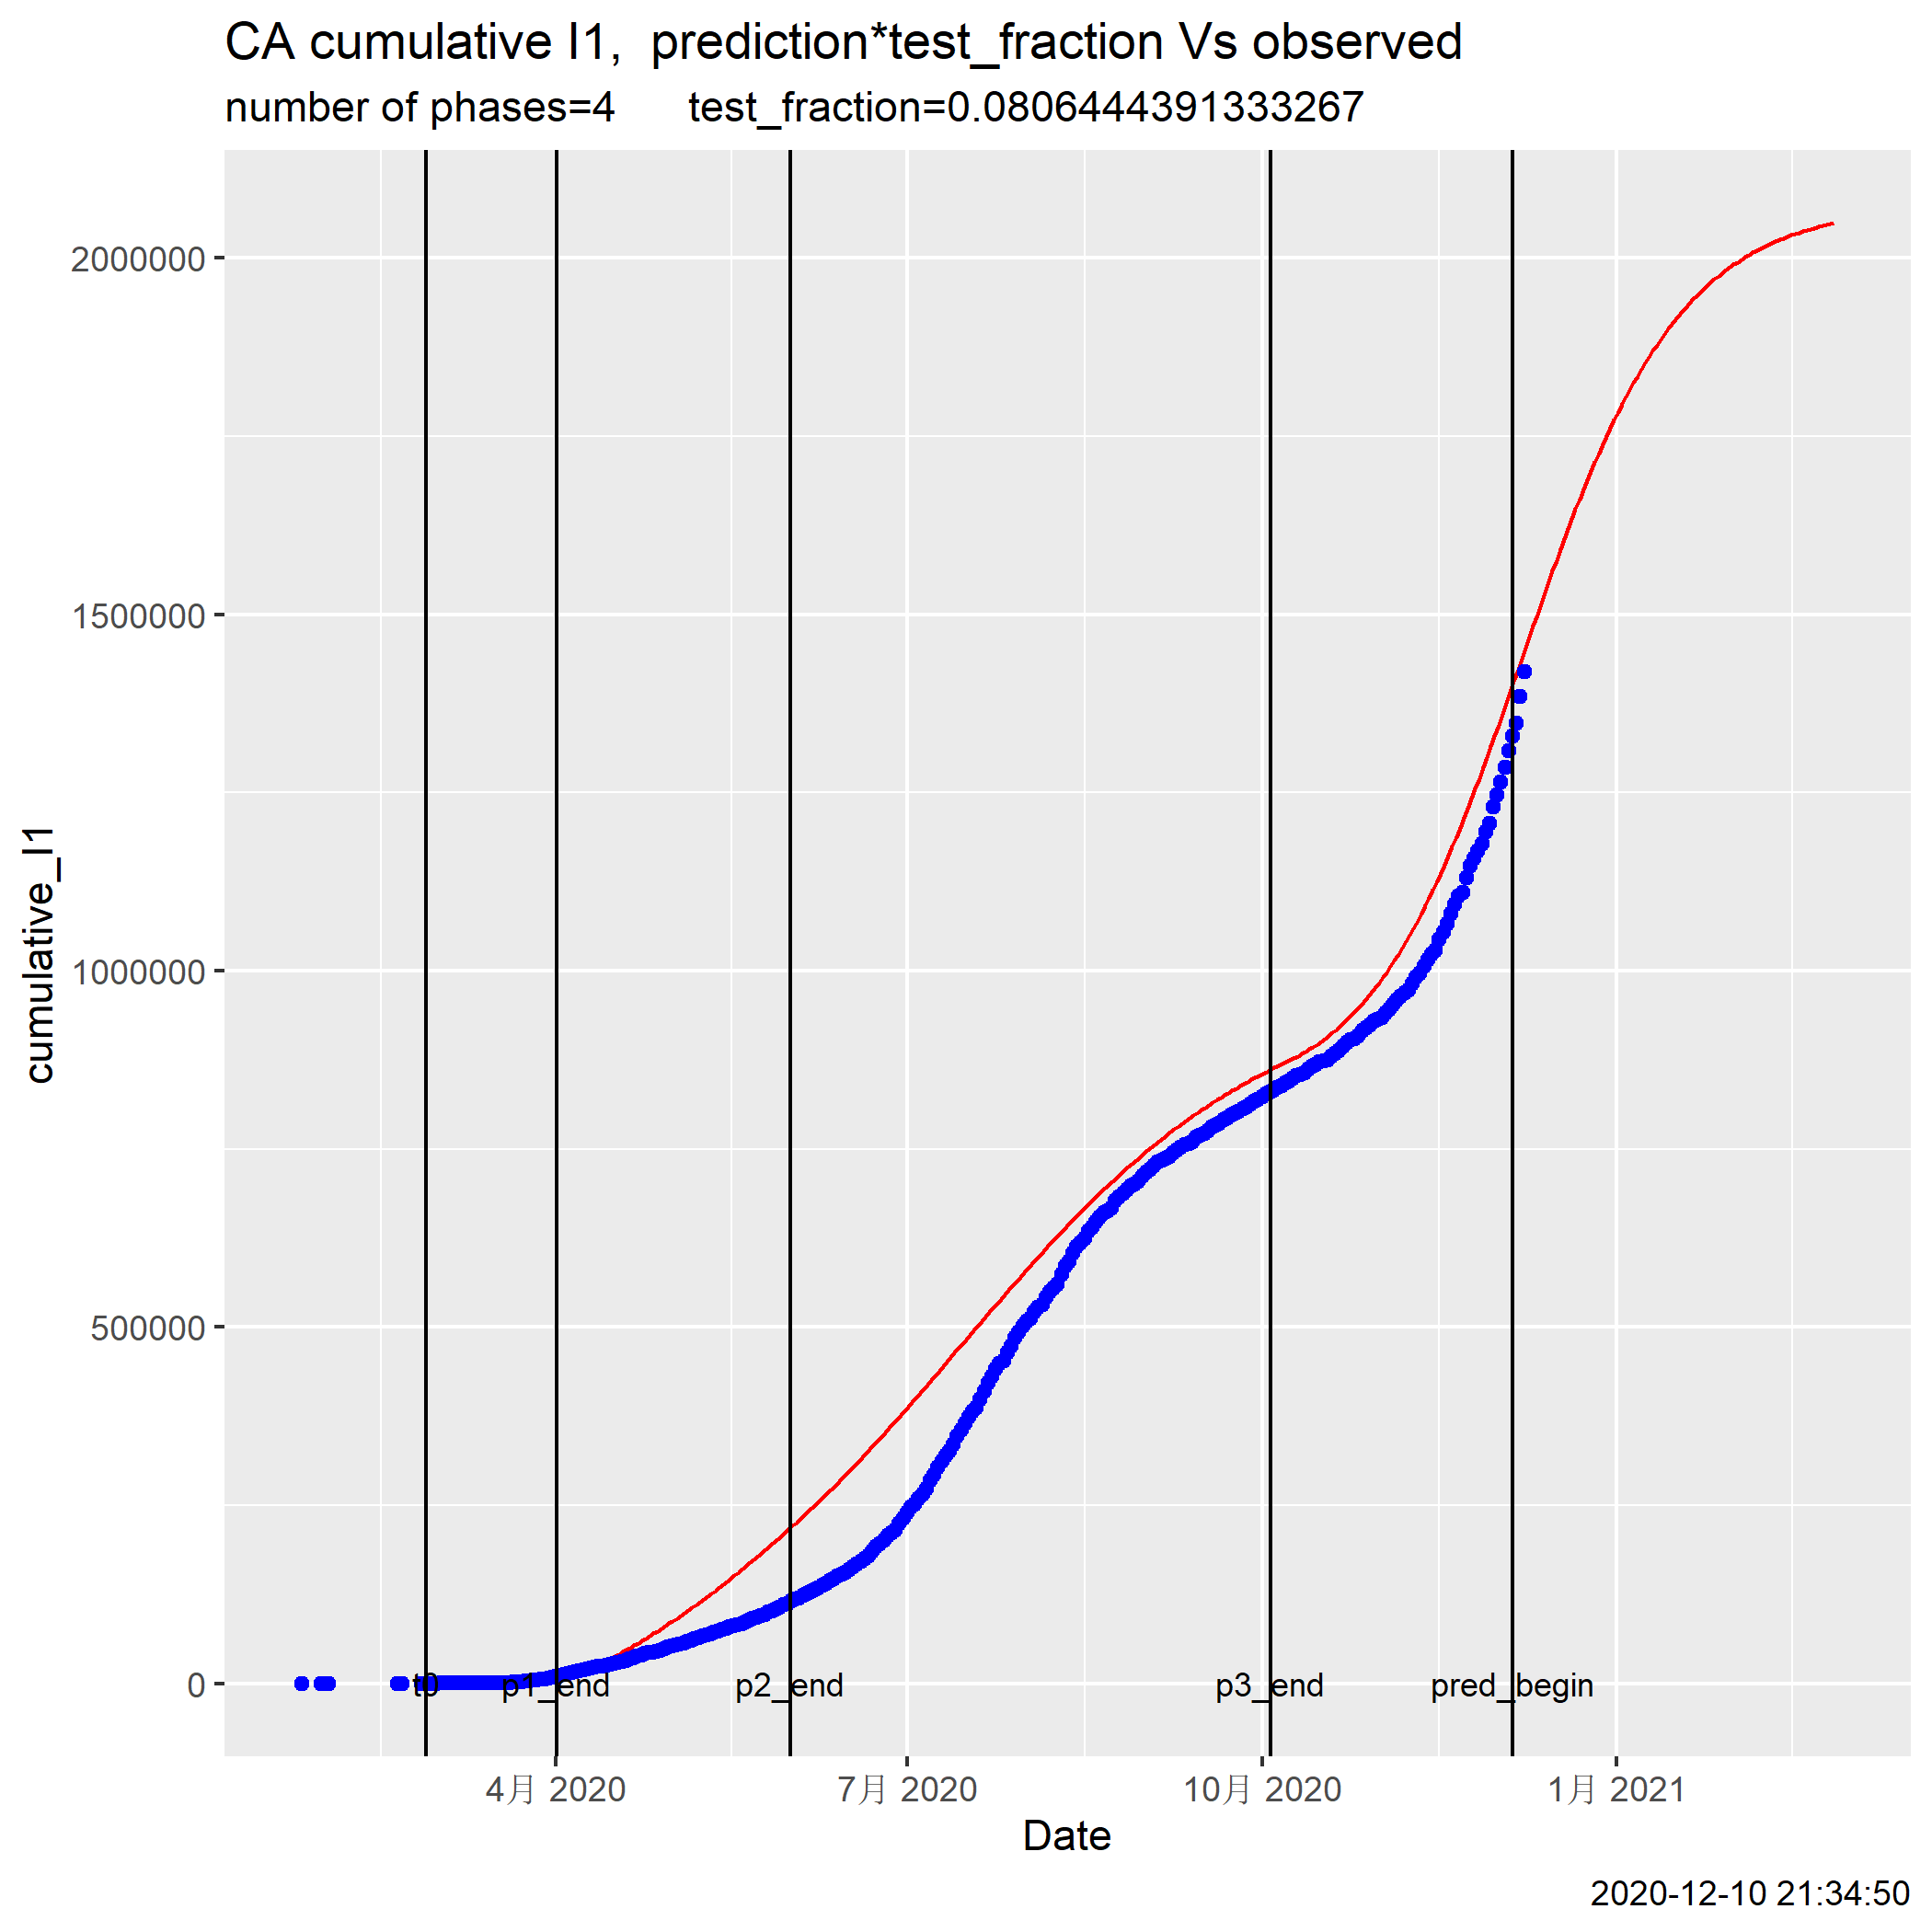 CA cumulative I1,  prediction*test_fraction Vs observed
number of phases=4      test_fraction=0.0806444391333267
2000000
1500000
1000000
500000
0
cumulative_I1
t0 p1_end p2_end p3_end pred_begin
4月 2020 7月 2020 10月 2020 1月 2021
Date
2020-12-10 21:34:50